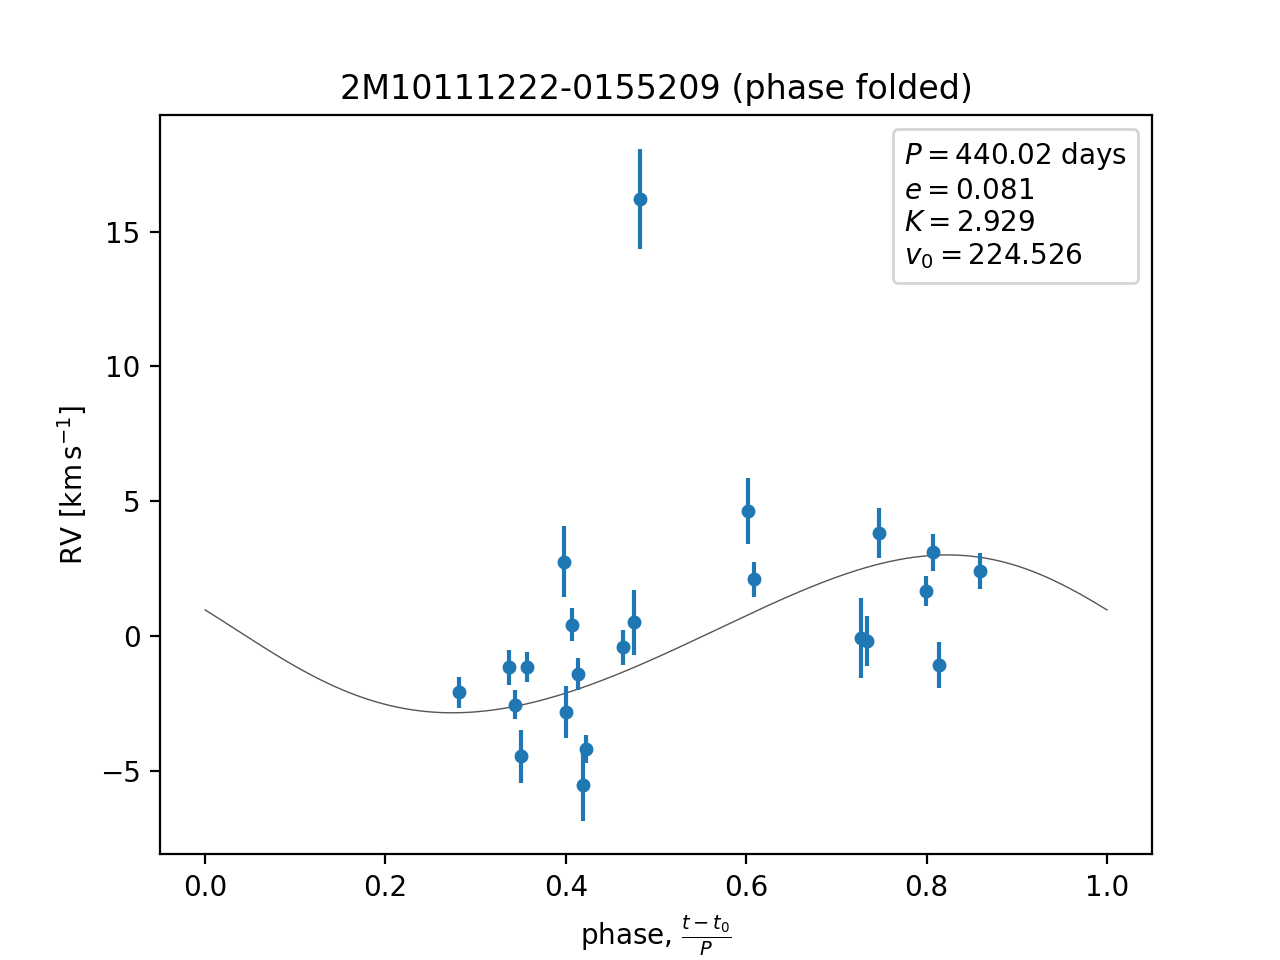 2M10111222-0155209 (phase folded)
P = 440.02 days
e = 0.081
K = 2.929
v₀ = 224.526
15
10
5
0
−5
RV [km s⁻¹]
0.0 0.2 0.4 0.6 0.8 1.0
phase, (t − t₀)/P